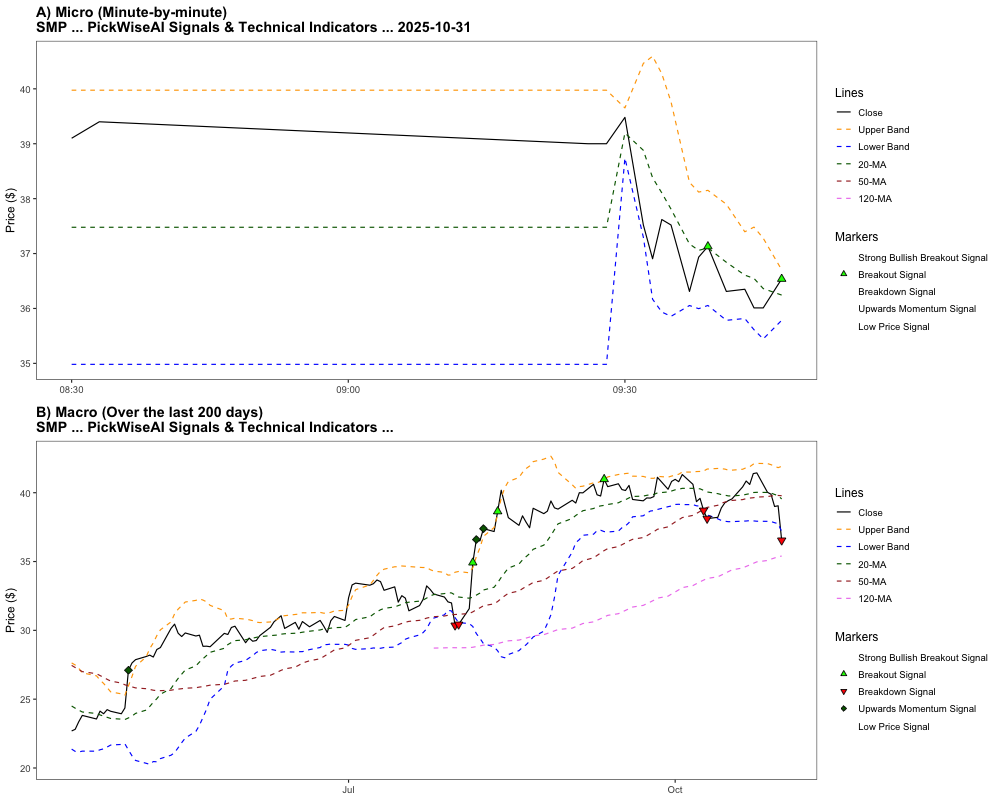 A) Micro (Minute-by-minute)
SMP ... PickWiseAI Signals & Technical Indicators ... 2025-10-31
Price ($)
40
39
38
37
36
35
08:30
09:00
09:30
Lines
Close
Upper Band
Lower Band
20-MA
50-MA
120-MA
Markers
Strong Bullish Breakout Signal
Breakout Signal
Breakdown Signal
Upwards Momentum Signal
Low Price Signal
B) Macro (Over the last 200 days)
SMP ... PickWiseAI Signals & Technical Indicators ...
Price ($)
40
35
30
25
20
Jul
Oct
Lines
Close
Upper Band
Lower Band
20-MA
50-MA
120-MA
Markers
Strong Bullish Breakout Signal
Breakout Signal
Breakdown Signal
Upwards Momentum Signal
Low Price Signal